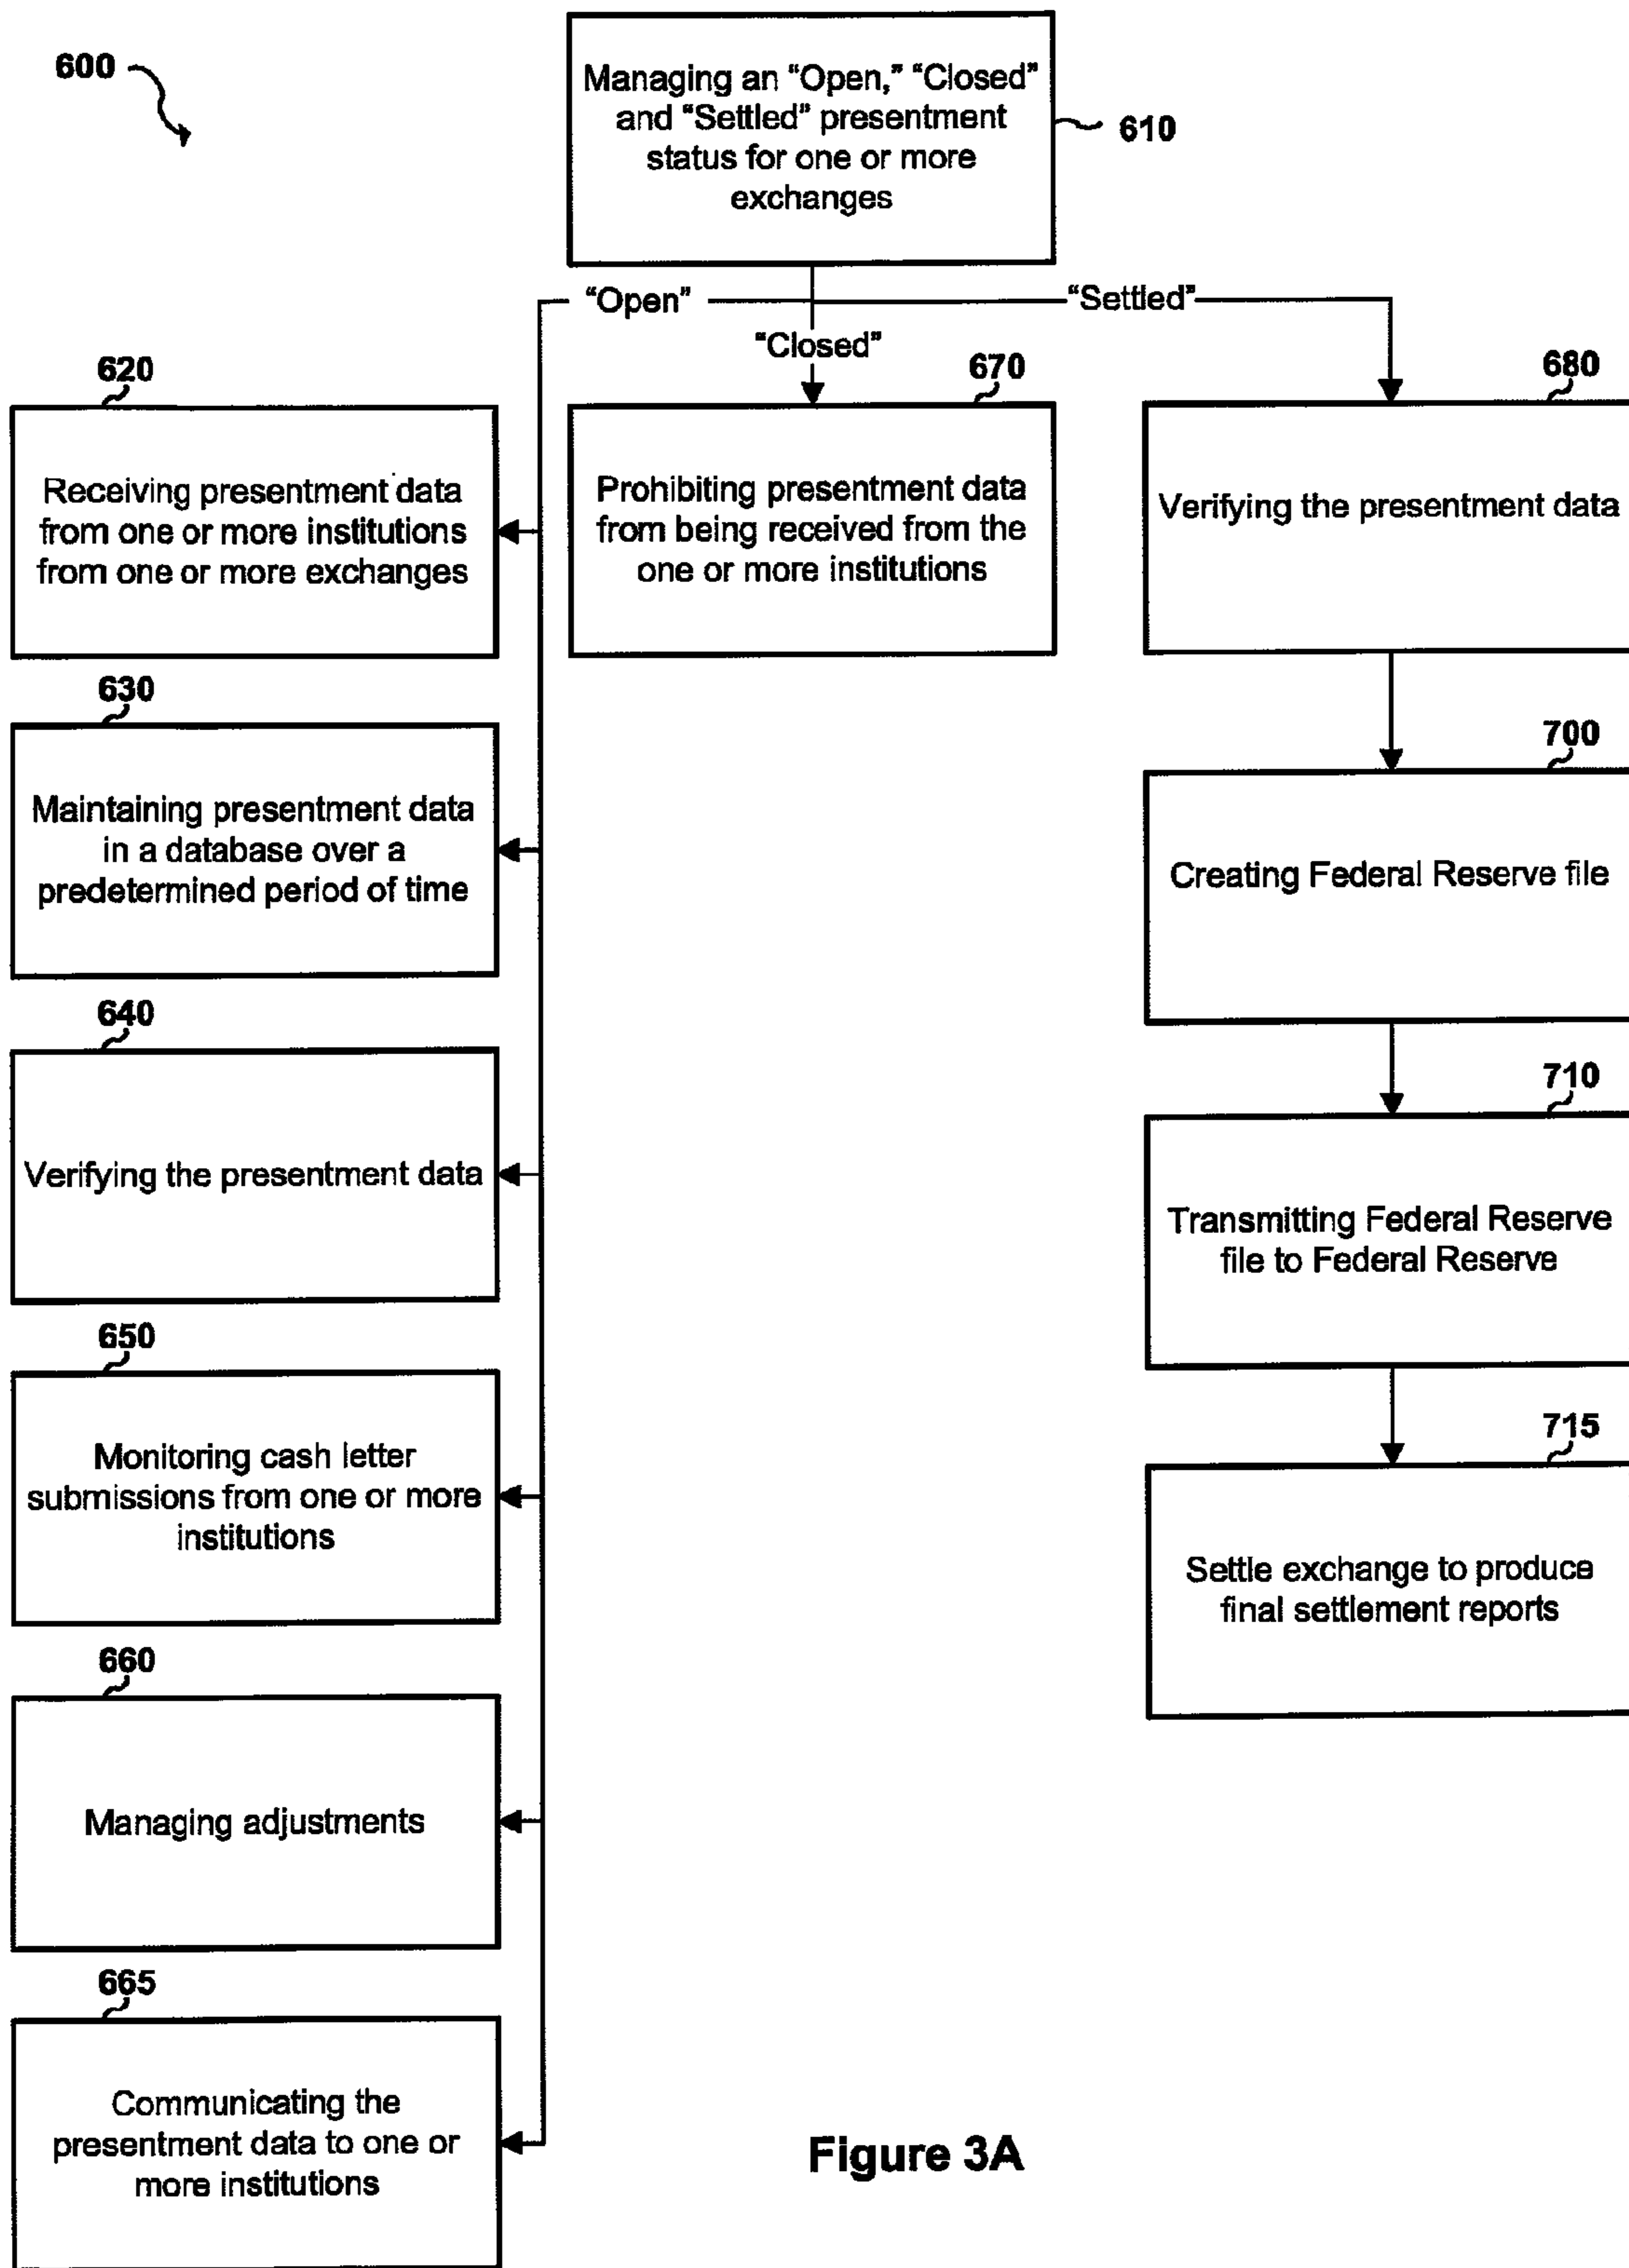 600
Managing an “Open,” “Closed”
and “Settled” presentment
status for one or more
exchanges
610
“Open”
“Settled”
“Closed”
620
Receiving presentment data
from one or more institutions
from one or more exchanges
670
Prohibiting presentment data
from being received from the
one or more institutions
680
Verifying the presentment data
630
Maintaining presentment data
in a database over a
predetermined period of time
700
Creating Federal Reserve file
640
Verifying the presentment data
710
Transmitting Federal Reserve
file to Federal Reserve
650
Monitoring cash letter
submissions from one or more
institutions
715
Settle exchange to produce
final settlement reports
660
Managing adjustments
665
Communicating the
presentment data to one or
more institutions
Figure 3A